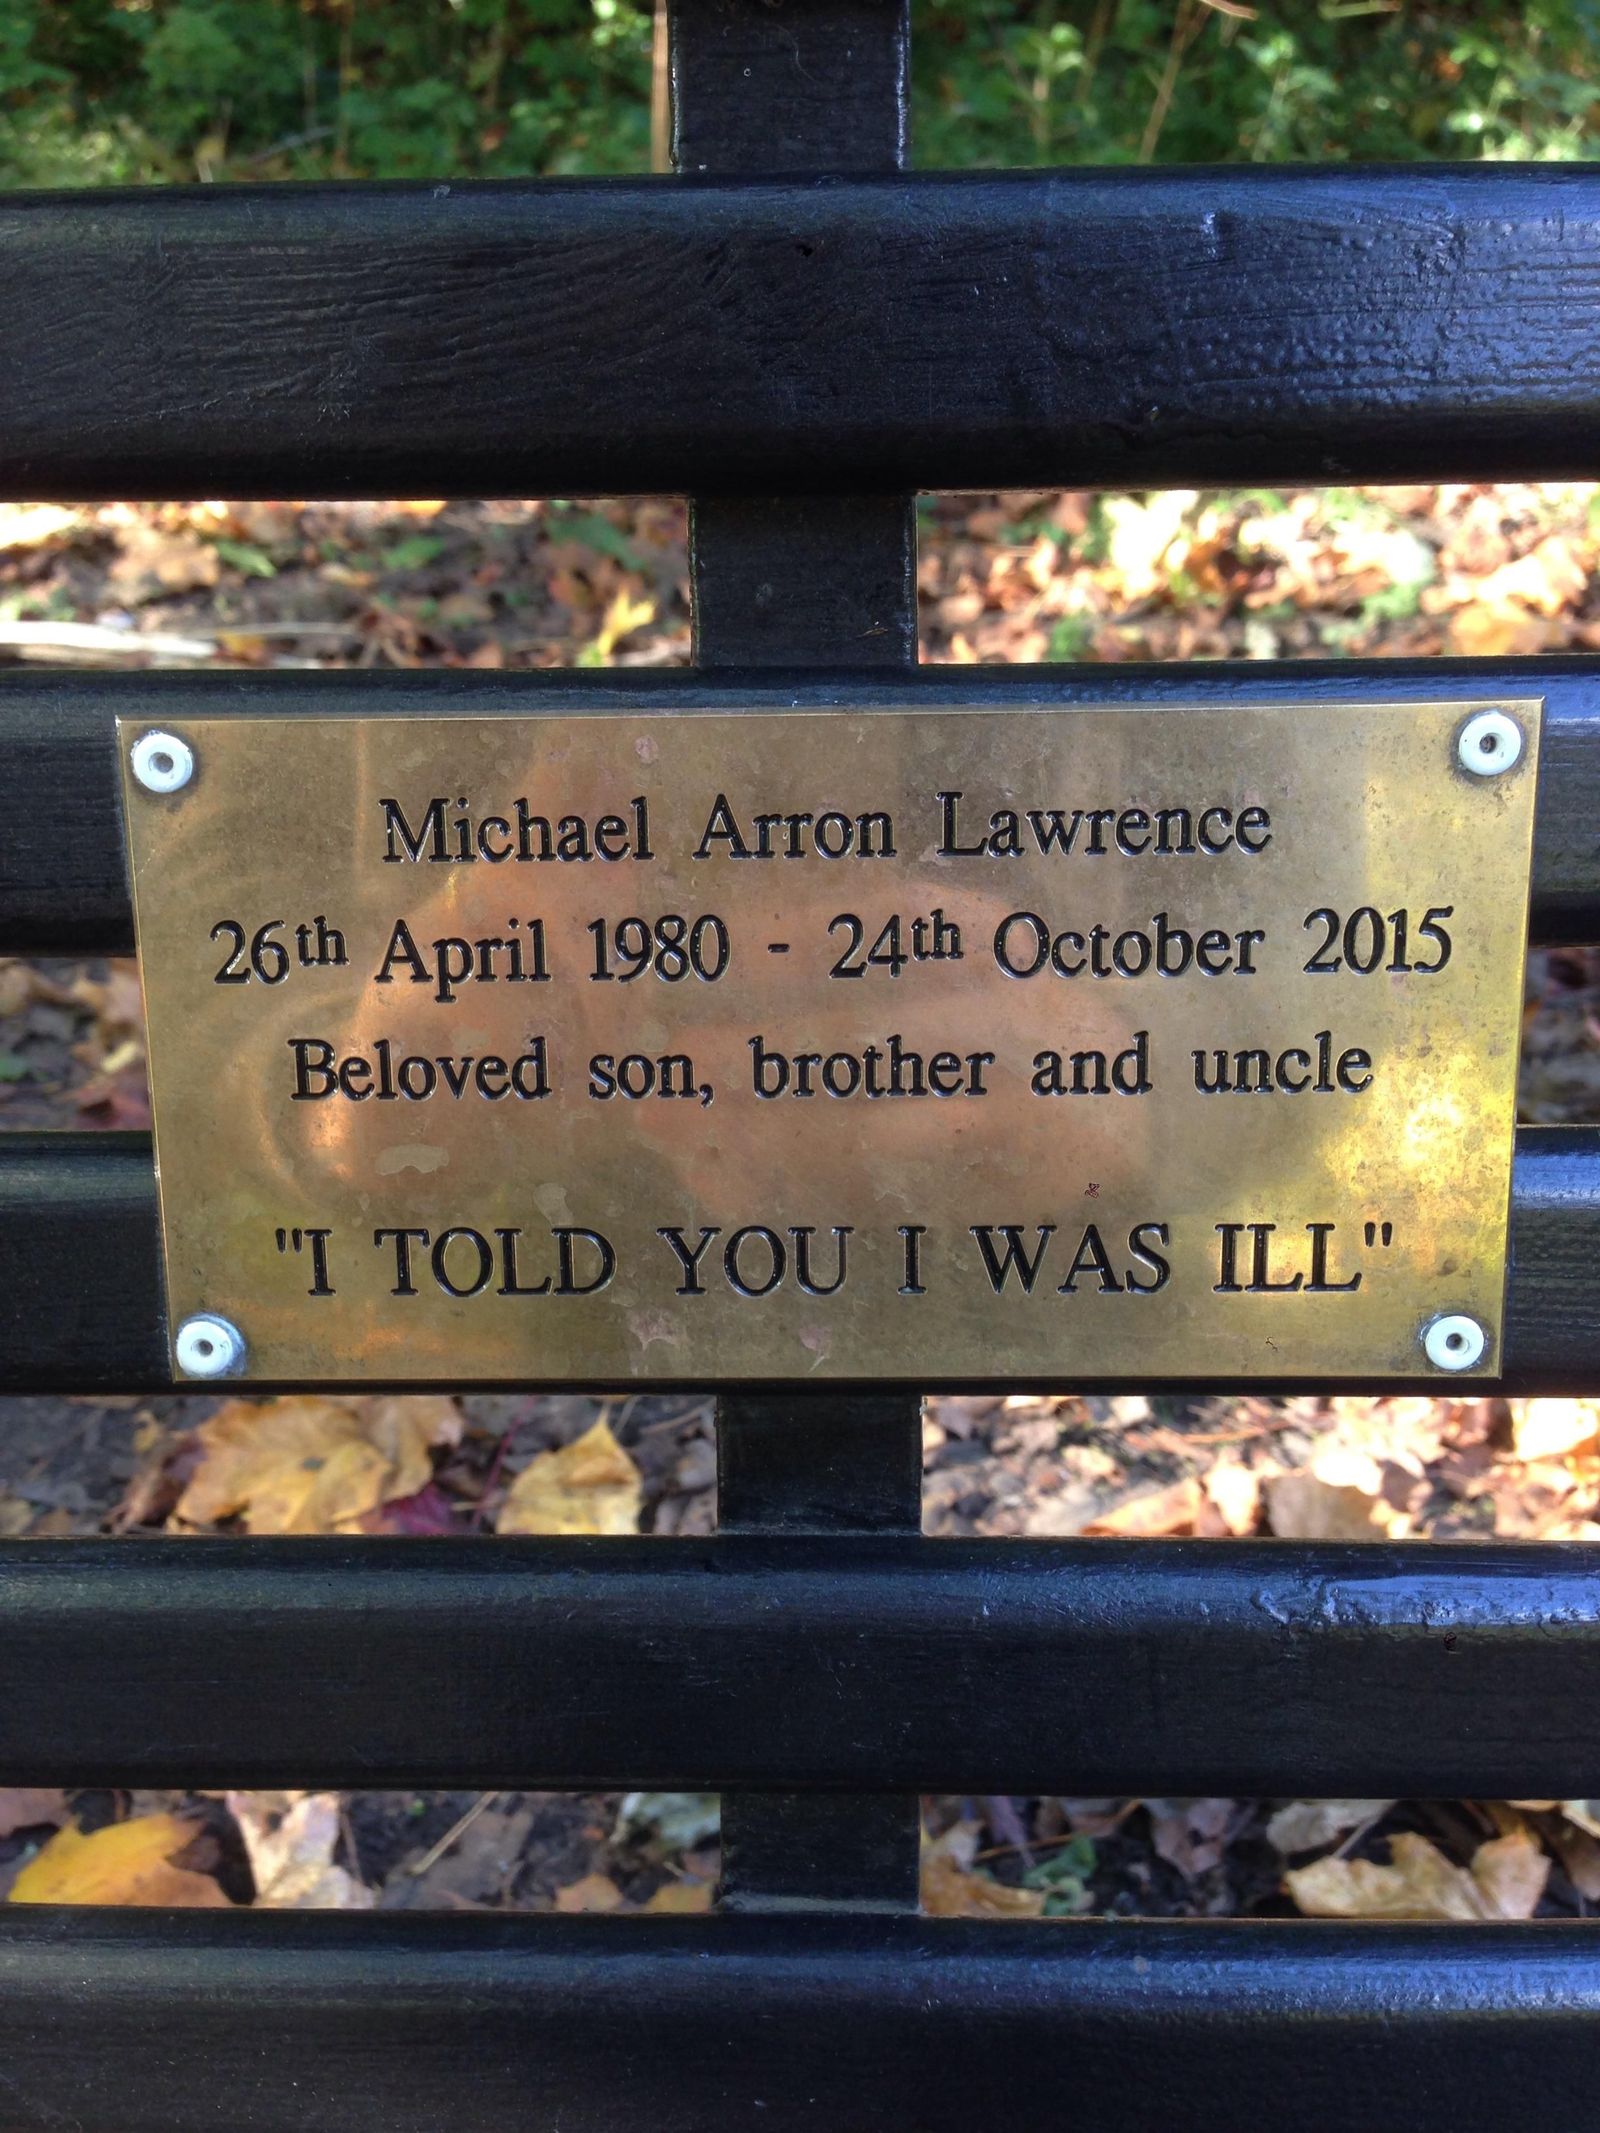 Michael Arron Lawrence
26th April 1980 - 24th October 2015
Beloved son, brother and uncle
"I TOLD YOU I WAS ILL"